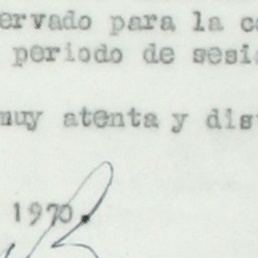 ervado para la c
periodo de sesi
muy atenta y dis
1970.